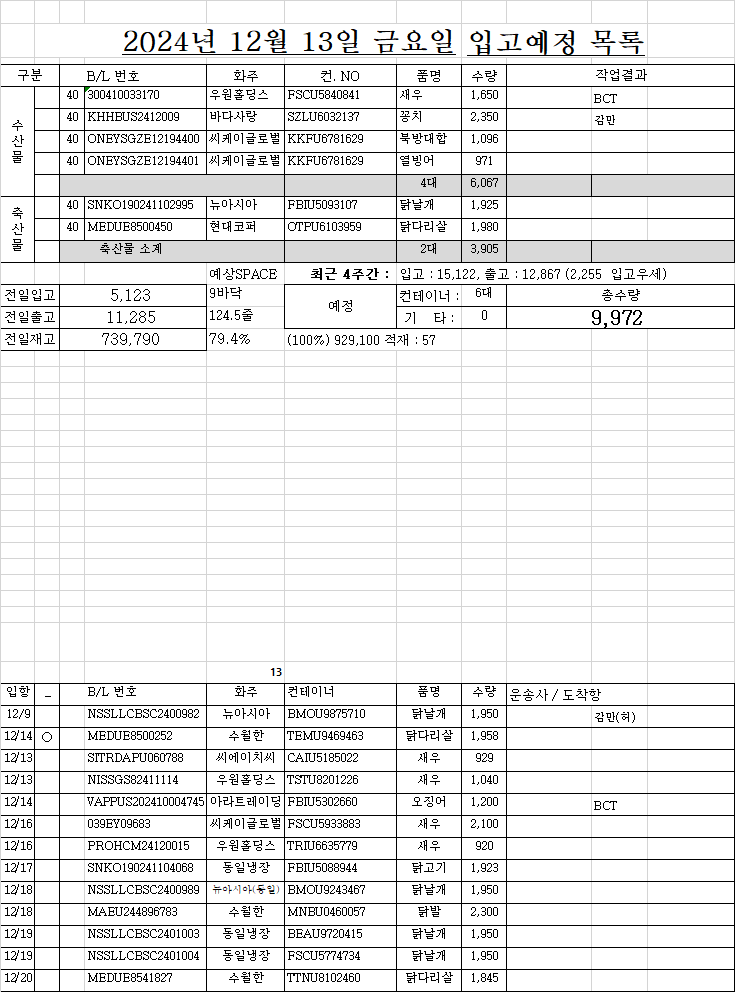 2024년 12월 13일 금요일 입고예정 목록
구분 B/L 번호 화주 컨. NO 품명 수량 작업결과
수산물
40 300410033170 우원홀딩스 FSCU5840841 새우 1,650 BCT
40 KHHBUS2412009 바다사랑 SZLU6032137 꽁치 2,350 감만
40 ONEYSGZE12194400 씨케이글로벌 KKFU6781629 북방대합 1,096
40 ONEYSGZE12194401 씨케이글로벌 KKFU6781629 열빙어 971
4대 6,067
축산물
40 SNKO190241102995 뉴아시아 FBIU5093107 닭날개 1,925
40 MEDUE8500450 현대코퍼 OTPU6103959 닭다리살 1,980
축산물 소계 2대 3,905
예상SPACE 최근 4주간 : 입고 : 15,122, 출고 : 12,867 (2,255 입고우세)
전일입고 5,123 9바닥 예정 컨테이너 : 6대 총수량
전일출고 11,285 124.5줄 기 타 : 0 9,972
전일재고 739,790 79.4% (100%) 929,100 적재 : 57
13
입항 _ B/L 번호 화주 컨테이너 품명 수량 운송사 / 도착항
12/9 NSSLLCBSC2400982 뉴아시아 BMOU9875710 닭날개 1,950 감만(허)
12/14 ○ MEDUE8500252 수월한 TEMU9469463 닭다리살 1,958
12/13 SITRDAPU060788 씨에이치씨 CAIU5185022 새우 929
12/13 NISSGS82411114 우원홀딩스 TSTU8201226 새우 1,040
12/14 VAPPUS202410004745 아라트레이딩 FBIU5302660 오징어 1,200 BCT
12/16 039EY09683 씨케이글로벌 FSCU5933883 새우 2,100
12/16 PROHCM24120015 우원홀딩스 TRIU6635779 새우 920
12/17 SNKO190241104068 동일냉장 FBIU5088944 닭고기 1,923
12/18 NSSLLCBSC2400989 뉴아시아(동일) BMOU9243467 닭날개 1,950
12/18 MAEU244896783 수월한 MNBU0460057 닭발 2,300
12/19 NSSLLCBSC2401003 동일냉장 BEAU9720415 닭날개 1,950
12/19 NSSLLCBSC2401004 동일냉장 FSCU5774734 닭날개 1,950
12/20 MEDUE8541827 수월한 TTNU8102460 닭다리살 1,845